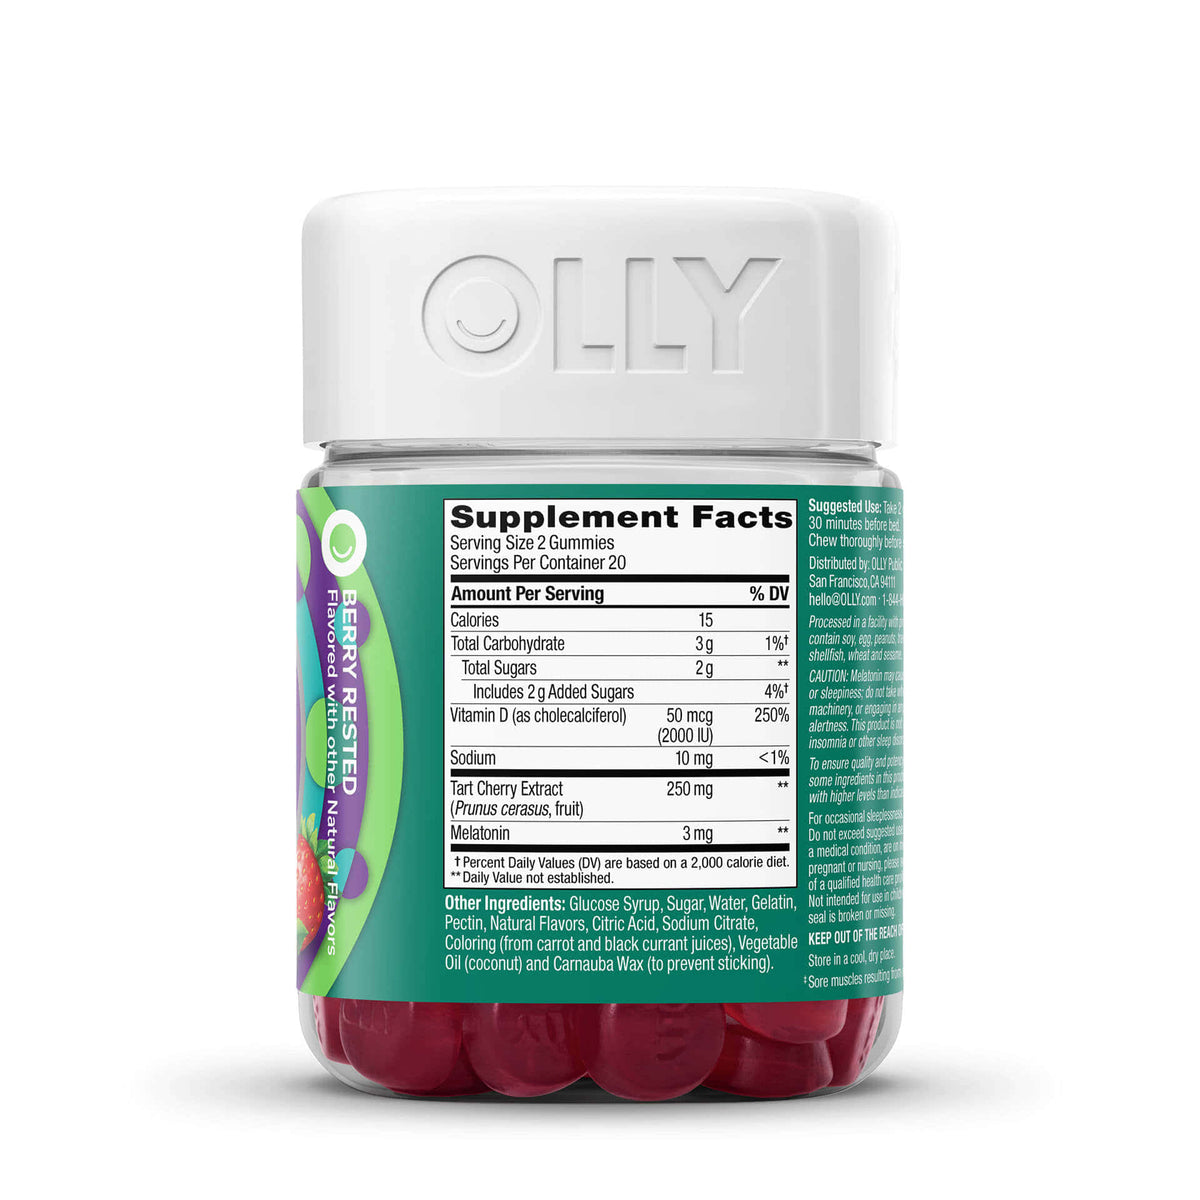 OLLY
BERRY RESTED
Flavored with other Natural Flavors
Supplement Facts
Serving Size 2 Gummies
Servings Per Container 20
Amount Per Serving % DV
Calories 15
Total Carbohydrate 3 g 1%†
Total Sugars 2 g **
Includes 2 g Added Sugars 4%†
Vitamin D (as cholecalciferol) 50 mcg 250%
(2000 IU)
Sodium 10 mg <1%
Tart Cherry Extract 250 mg **
(Prunus cerasus, fruit)
Melatonin 3 mg **
† Percent Daily Values (DV) are based on a 2,000 calorie diet.
** Daily Value not established.
Other Ingredients: Glucose Syrup, Sugar, Water, Gelatin,
Pectin, Natural Flavors, Citric Acid, Sodium Citrate,
Coloring (from carrot and black currant juices), Vegetable
Oil (coconut) and Carnauba Wax (to prevent sticking).
Suggested Use: Take 2
30 minutes before bed.
Chew thoroughly before
Distributed by: OLLY Public
San Francisco, CA 94111
hello@OLLY.com · 1-844-
Processed in a facility with
contain soy, egg, peanuts,
shellfish, wheat and sesame.
CAUTION: Melatonin may
or sleepiness; do not take
machinery, or engaging in
alertness. This product is
insomnia or other sleep
To ensure quality and
some ingredients in this
with higher levels than
For occasional sleeplessness.
Do not exceed suggested
a medical condition, are on
pregnant or nursing, please
of a qualified health care
Not intended for use in
seal is broken or missing.
KEEP OUT OF THE REACH
Store in a cool, dry place.
‡Sore muscles resulting from